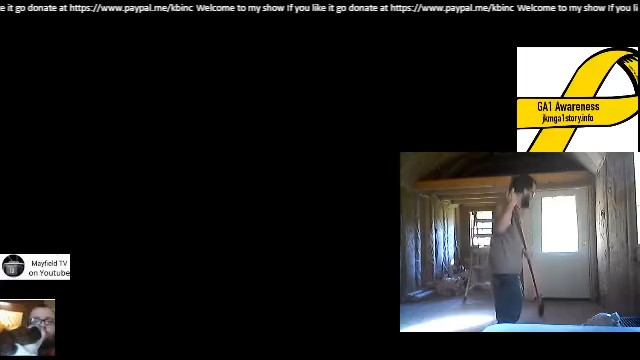 e it go donate at https://www.paypal.me/kbinc Welcome to my show If you like it go donate at https://www.paypal.me/kbinc Welcome to my show If you li
GA1 Awareness
jkmga1story.info
Mayfield TV
on Youtube